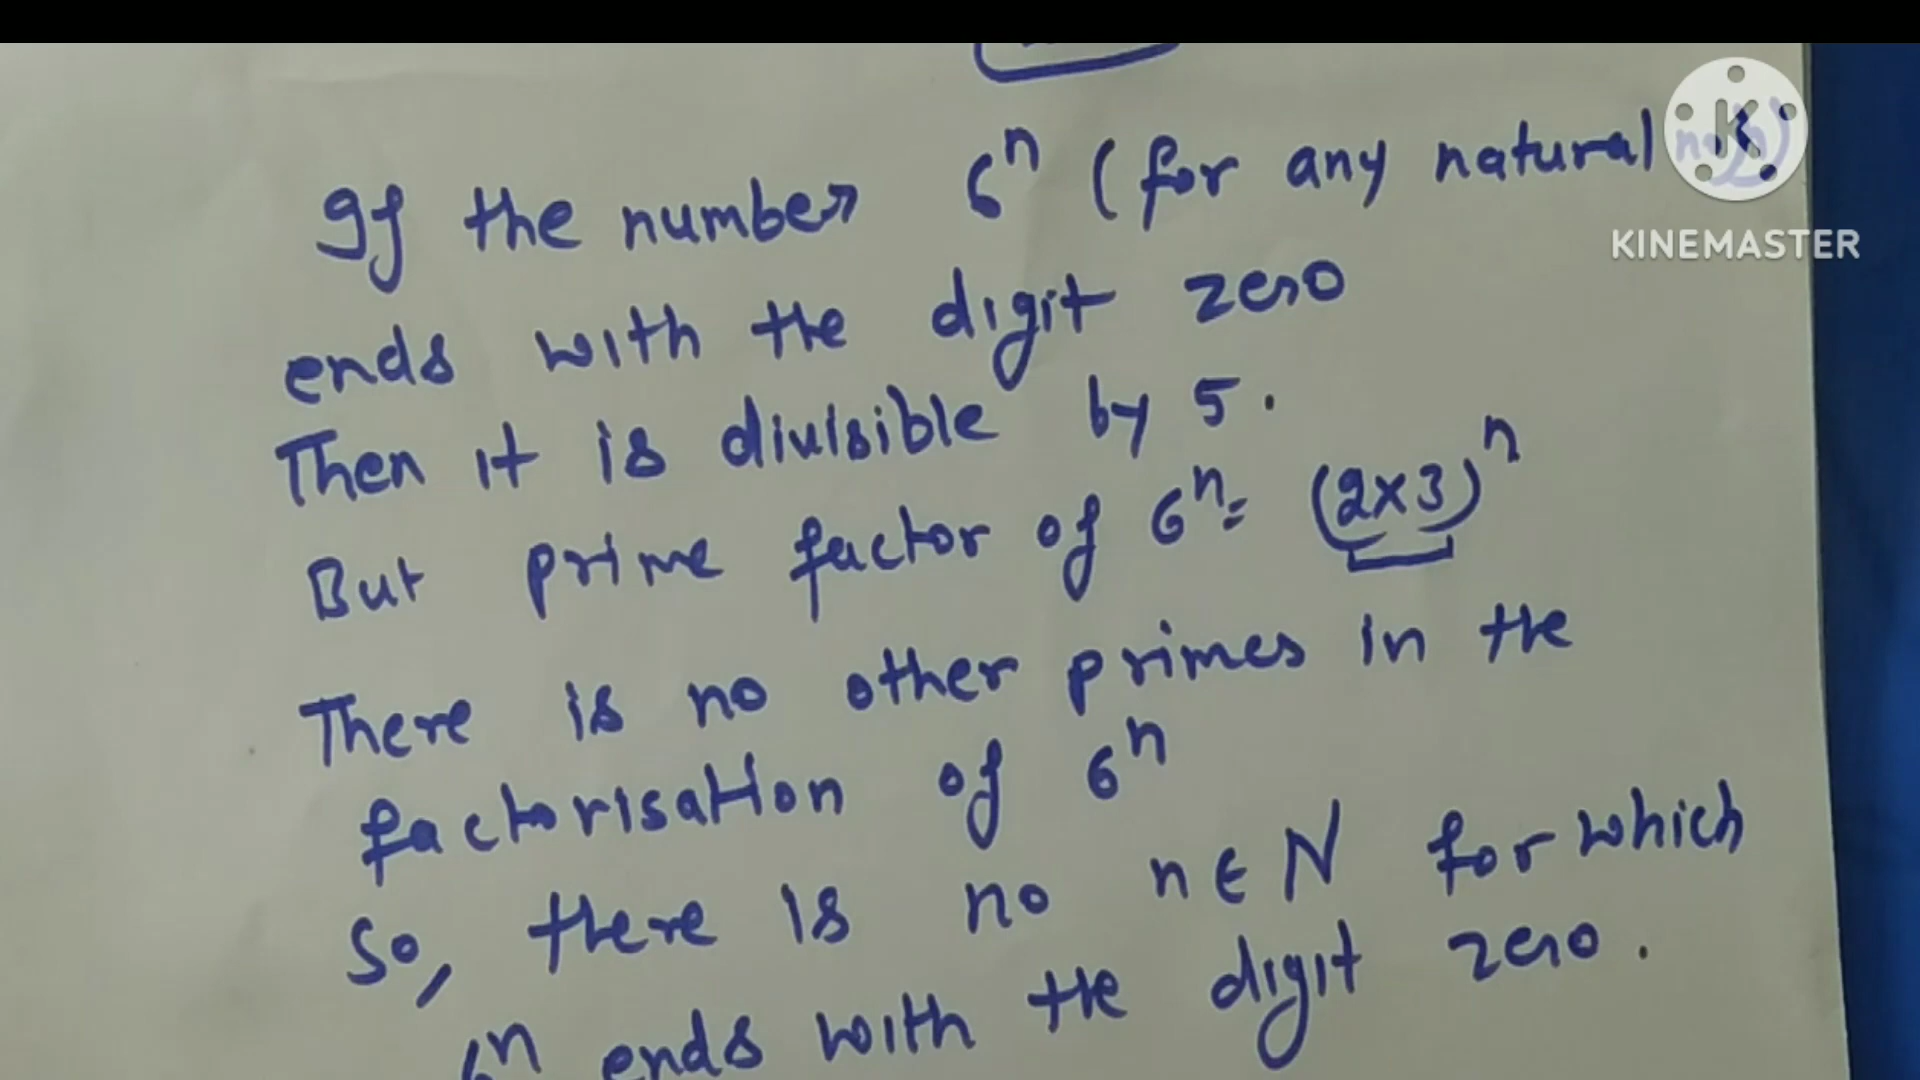 If the number 6ⁿ (for any natural
ends with the digit zero
Then it is divisible by 5.
But prime factor of 6ⁿ = (2×3)ⁿ
There is no other primes in the
factorisation of 6ⁿ
So, there is no n ∈ N for which
6ⁿ ends with the digit zero.
K
KINEMASTER